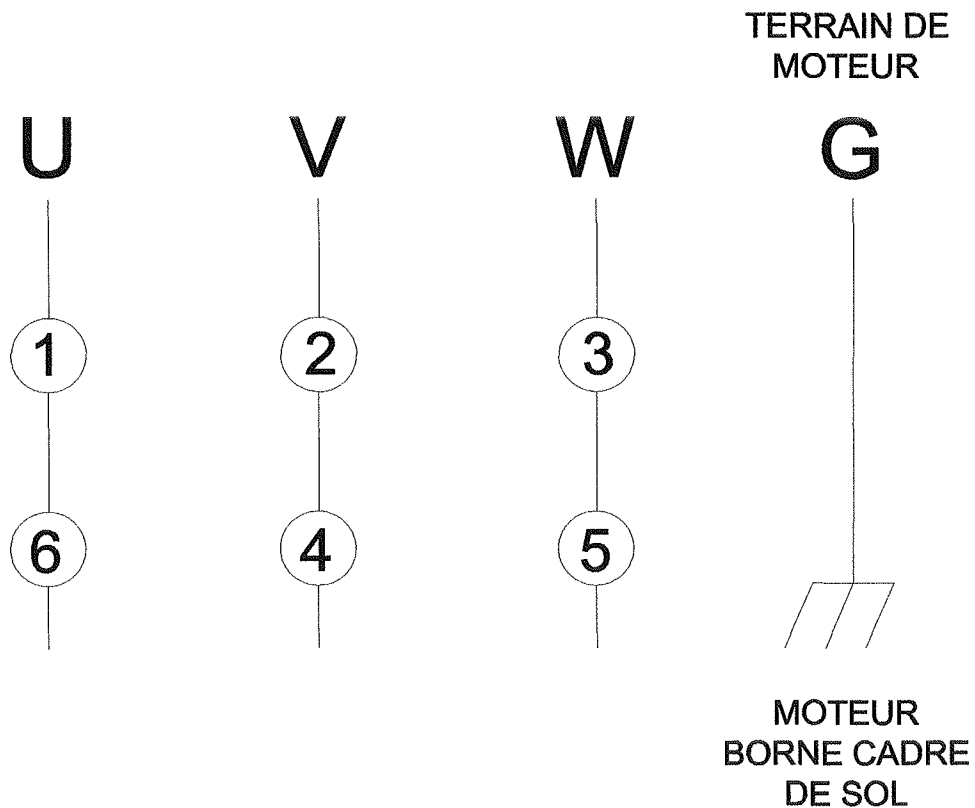 TERRAIN DE
MOTEUR
U V W G
1 2 3
6 4 5
MOTEUR
BORNE CADRE
DE SOL